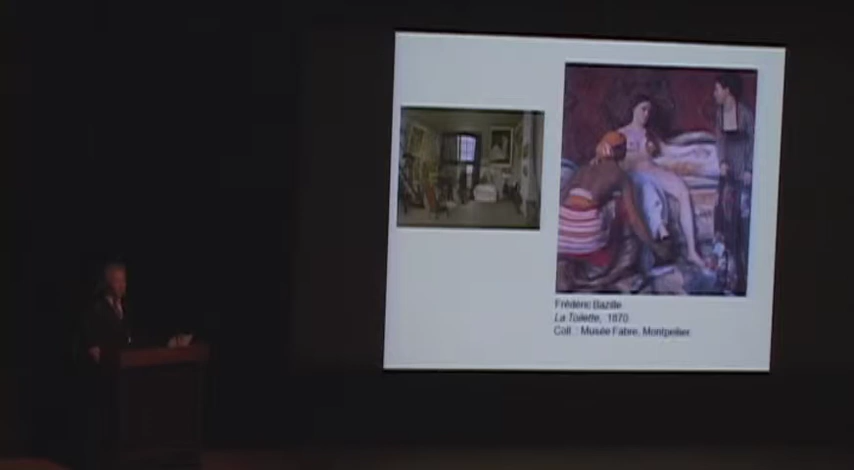 Frédéric Bazille
La Toilette, 1870.
Coll. : Musée Fabre, Montpellier.